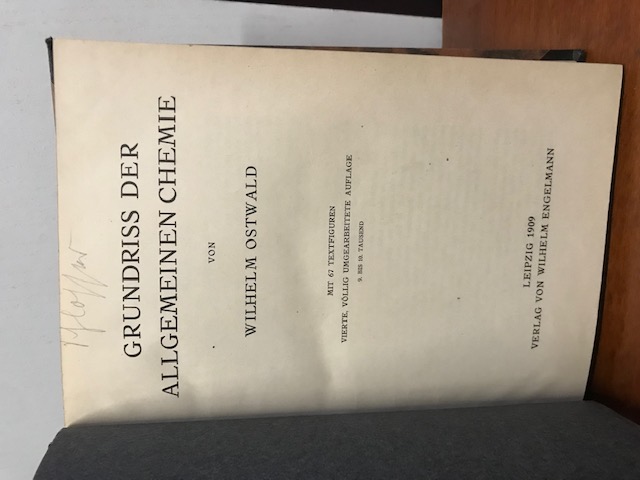 GRUNDRISS DER
ALLGEMEINEN CHEMIE
VON
WILHELM OSTWALD
MIT 67 TEXTFIGUREN
VIERTE, VÖLLIG UMGEARBEITETE AUFLAGE
9. BIS 10. TAUSEND
LEIPZIG 1909
VERLAG VON WILHELM ENGELMANN